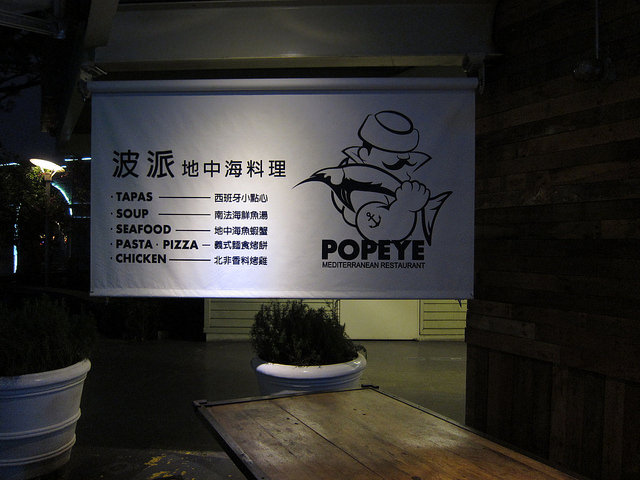 波派 地中海料理
· TAPAS —— 西班牙小點心
· SOUP —— 南法海鮮魚湯
· SEAFOOD —— 地中海魚蝦蟹
· PASTA · PIZZA — 義式麵食烤餅
· CHICKEN —— 北非香料烤雞
POPEYE
MEDITERRANEAN RESTAURANT